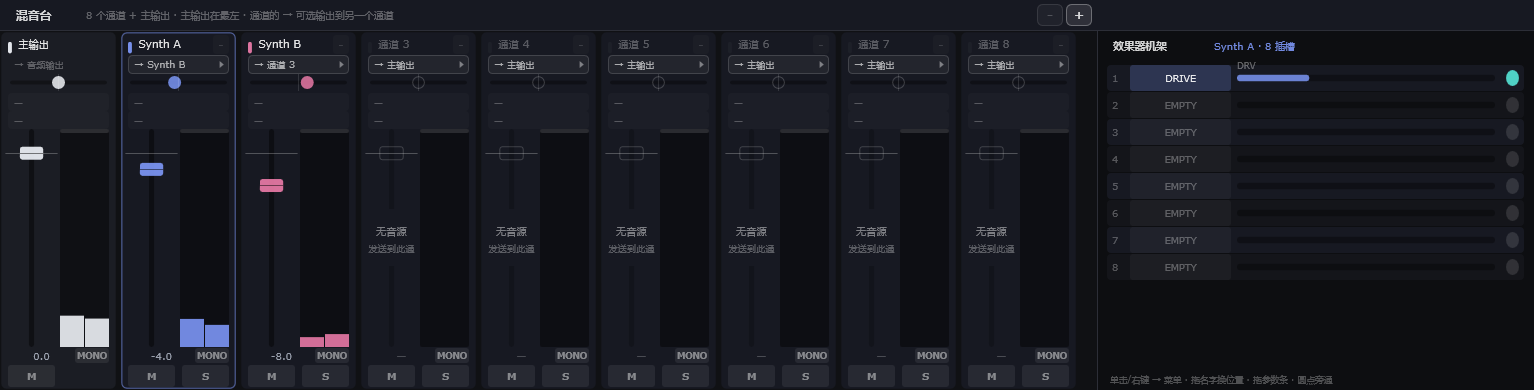 混音台
8 个通道 + 主输出 · 主输出在最左 · 通道的 → 可选输出到另一个通道
-
+
主输出
→ 音频输出
—
—
0.0
MONO
M
Synth A
-
→ Synth B
—
—
-4.0
MONO
M
S
Synth B
-
→ 通道 3
—
—
-8.0
MONO
M
S
通道 3
-
→ 主输出
—
—
无音源
发送到此通
—
MONO
M
S
通道 4
-
→ 主输出
—
—
无音源
发送到此通
—
MONO
M
S
通道 5
-
→ 主输出
—
—
无音源
发送到此通
—
MONO
M
S
通道 6
-
→ 主输出
—
—
无音源
发送到此通
—
MONO
M
S
通道 7
-
→ 主输出
—
—
无音源
发送到此通
—
MONO
M
S
通道 8
-
→ 主输出
—
—
无音源
发送到此通
—
MONO
M
S
效果器机架
Synth A · 8 插槽
DRV
1 DRIVE
2 EMPTY
3 EMPTY
4 EMPTY
5 EMPTY
6 EMPTY
7 EMPTY
8 EMPTY
单击/右键 → 菜单 · 拖名字换位置 · 拖参数条 · 圆点旁通